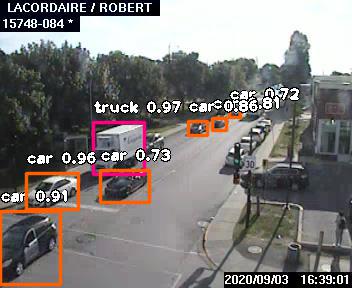 LACORDAIRE / ROBERT
15748-084 *
car 0.72
truck 0.97
car 0.86
.81
car 0.96
car 0.73
car 0.91
30
2020/09/03 16:39:01